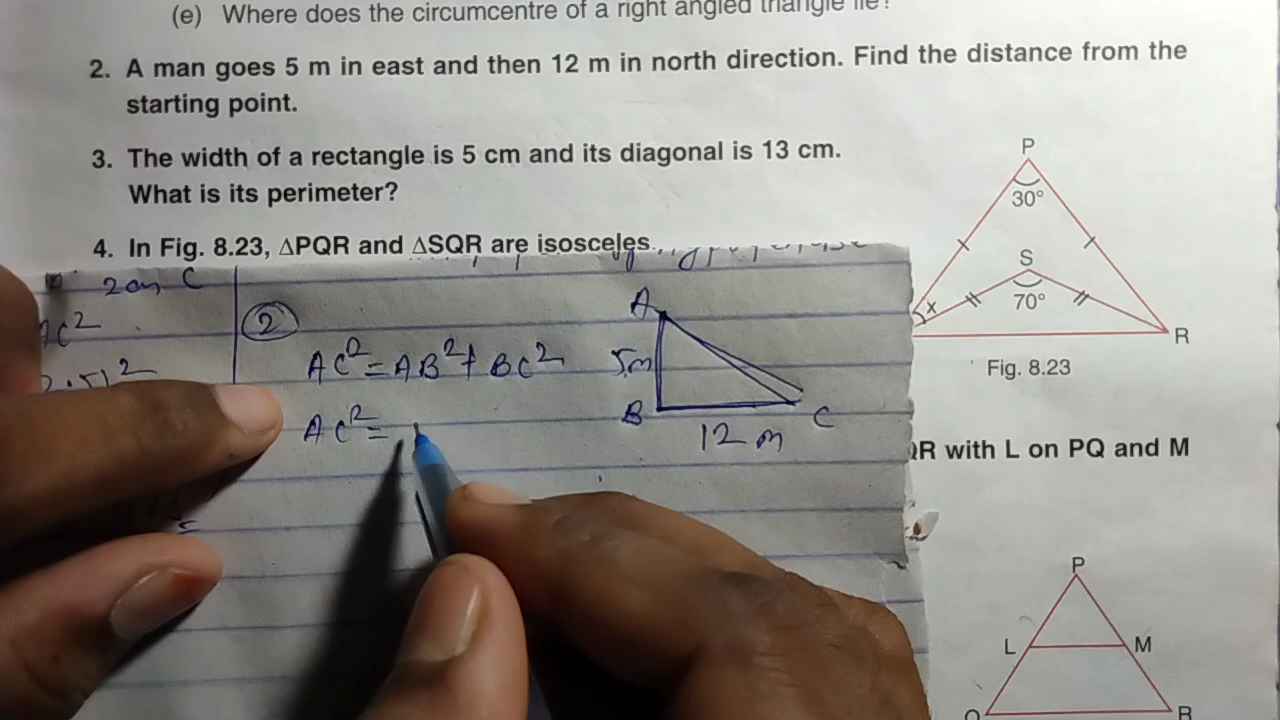 (e) Where does the circumcentre of a right angled triangle lie?
2. A man goes 5 m in east and then 12 m in north direction. Find the distance from the
starting point.
3. The width of a rectangle is 5 cm and its diagonal is 13 cm.
What is its perimeter?
4. In Fig. 8.23, ΔPQR and ΔSQR are isosceles
P
30°
S
70°
x
R
Fig. 8.23
C
②
AC²=AB²+BC²
AC²=
A
5m
B
12 m
C
QR with L on PQ and M
P
L
M
Q
R